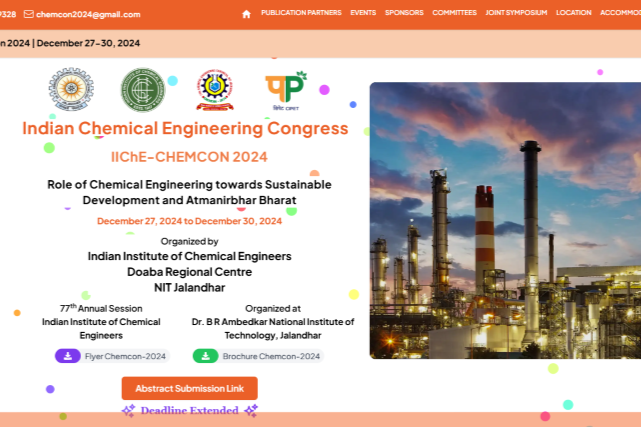 9328 chemcon2024@gmail.com PUBLICATION PARTNERS EVENTS SPONSORS COMMITTEES JOINT SYMPOSIUM LOCATION ACCOMMOD
n 2024 | December 27-30, 2024
Indian Chemical Engineering Congress
IIChE-CHEMCON 2024
Role of Chemical Engineering towards Sustainable
Development and Atmanirbhar Bharat
December 27, 2024 to December 30, 2024
Organized by
Indian Institute of Chemical Engineers
Doaba Regional Centre
NIT Jalandhar
77th Annual Session
Indian Institute of Chemical
Engineers
Flyer Chemcon-2024
Organized at
Dr. B R Ambedkar National Institute of
Technology, Jalandhar
Brochure Chemcon-2024
Abstract Submission Link
Deadline Extended